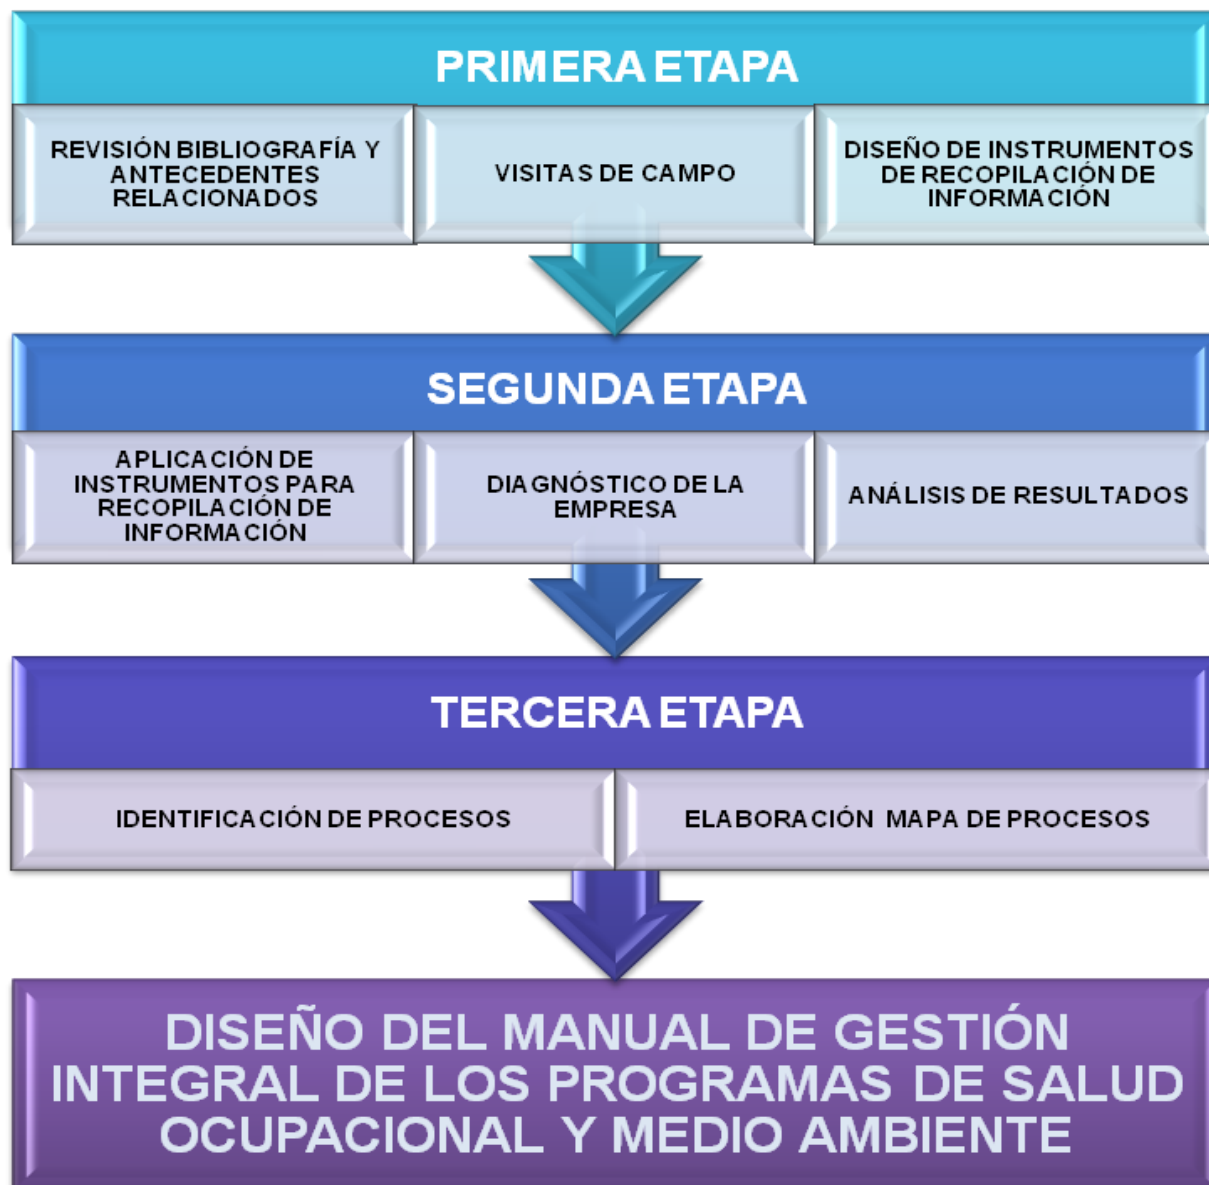 PRIMERA ETAPA
REVISIÓN BIBLIOGRAFÍA Y
ANTECEDENTES
RELACIONADOS
VISITAS DE CAMPO
DISEÑO DE INSTRUMENTOS
DE RECOPILACIÓN DE
INFORMACIÓN
SEGUNDA ETAPA
APLICACIÓN DE
INSTRUMENTOS PARA
RECOPILACIÓN DE
INFORMACIÓN
DIAGNÓSTICO DE LA
EMPRESA
ANÁLISIS DE RESULTADOS
TERCERA ETAPA
IDENTIFICACIÓN DE PROCESOS
ELABORACIÓN MAPA DE PROCESOS
DISEÑO DEL MANUAL DE GESTIÓN
INTEGRAL DE LOS PROGRAMAS DE SALUD
OCUPACIONAL Y MEDIO AMBIENTE